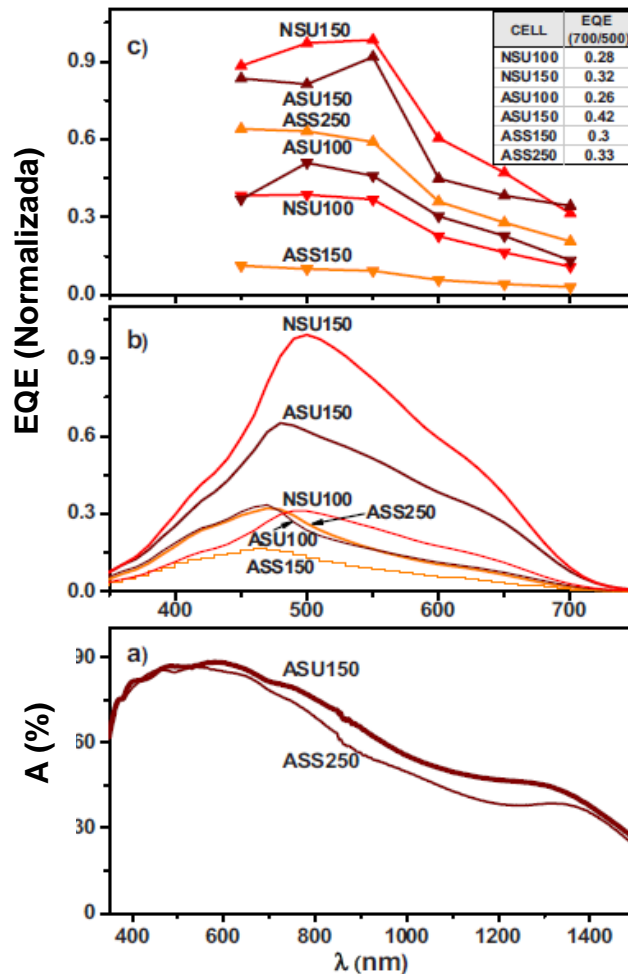 EQE (Normalizada)
c)
0.9
0.6
0.3
0.0
NSU150
ASU150
ASS250
ASU100
NSU100
ASS150
CELL EQE (700/500)
NSU100 0.28
NSU150 0.32
ASU100 0.26
ASU150 0.42
ASS150 0.3
ASS250 0.33
b)
0.9
0.6
0.3
0.0
NSU150
ASU150
NSU100
ASS250
ASU100
ASS150
400 500 600 700
A (%)
a)
90
60
30
0
ASU150
ASS250
400 600 800 1000 1200 1400
λ (nm)